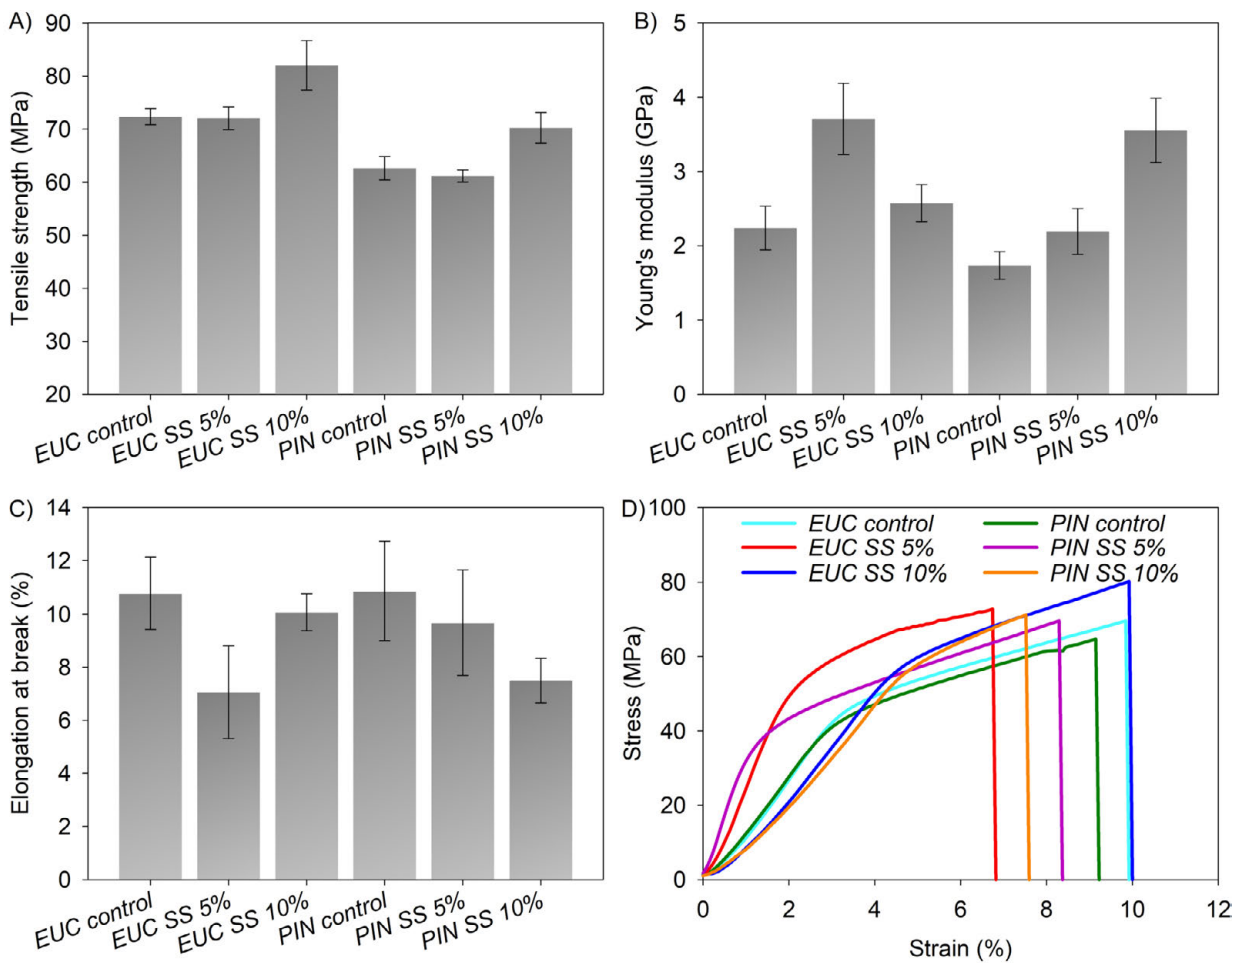 A)
90
80
70
60
50
40
30
20
Tensile strength (MPa)
EUC control
EUC SS 5%
EUC SS 10%
PIN control
PIN SS 5%
PIN SS 10%
B)
5
4
3
2
1
0
Young's modulus (GPa)
EUC control
EUC SS 5%
EUC SS 10%
PIN control
PIN SS 5%
PIN SS 10%
C)
14
12
10
8
6
4
2
0
Elongation at break (%)
EUC control
EUC SS 5%
EUC SS 10%
PIN control
PIN SS 5%
PIN SS 10%
D)
100
80
60
40
20
0
Stress (MPa)
EUC control
EUC SS 5%
EUC SS 10%
PIN control
PIN SS 5%
PIN SS 10%
0 2 4 6 8 10 12
Strain (%)